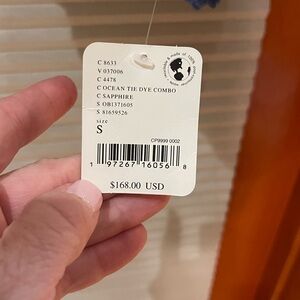 C 8633
V 037006
C 4478
C OCEAN TIE DYE COMBO
C SAPPHIRE
S OB1371605
S 81659526
size
S
CP9999 0002
1 97267 16056 8
$168.00 USD